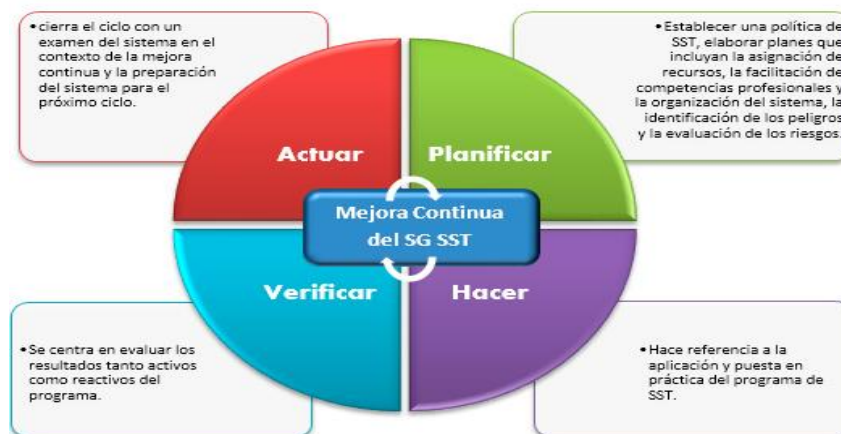 •cierra el ciclo con un
examen del sistema en el
contexto de la mejora
continua y la preparación
del sistema para el
próximo ciclo.
•Establecer una política de
SST, elaborar planes que
incluyan la asignación de
recursos, la facilitación de
competencias profesionales y
la organización del sistema, la
identificación de los peligros
y la evaluación de los riesgos.
Actuar
Planificar
Mejora Continua
del SG SST
Verificar
Hacer
•Se centra en evaluar los
resultados tanto activos
como reactivos del
programa.
•Hace referencia a la
aplicación y puesta en
práctica del programa de
SST.